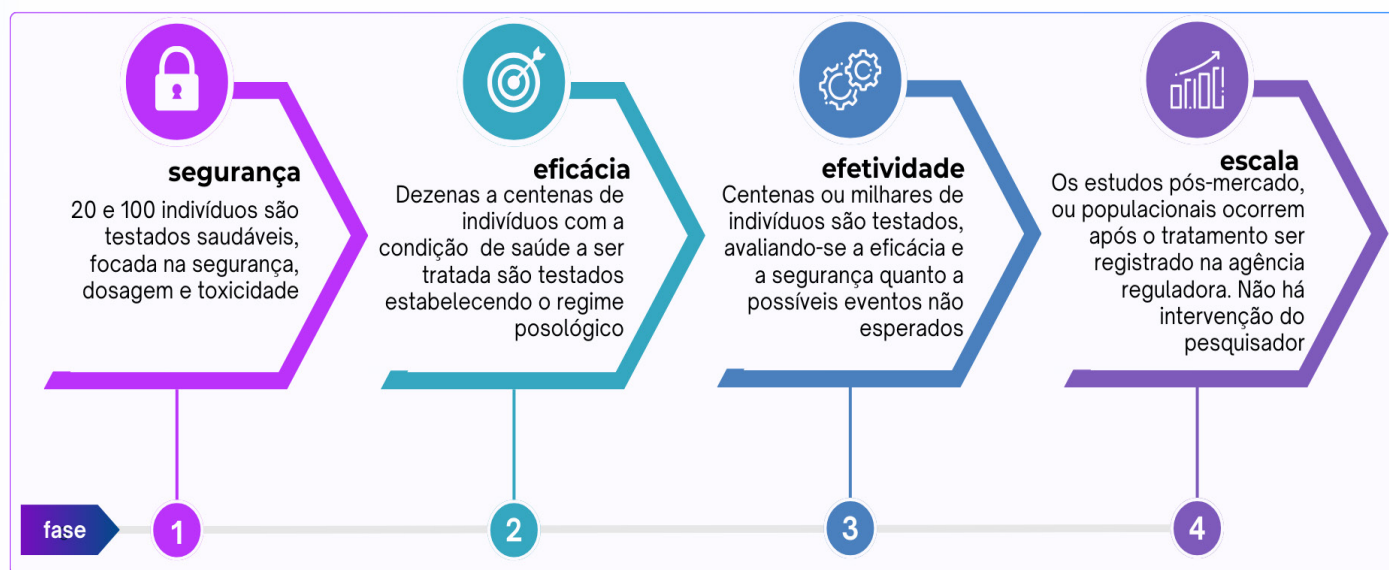 segurança
20 e 100 indivíduos são
testados saudáveis,
focada na segurança,
dosagem e toxicidade
eficácia
Dezenas a centenas de
indivíduos com a
condição de saúde a ser
tratada são testados
estabelecendo o regime
posológico
efetividade
Centenas ou milhares de
indivíduos são testados,
avaliando-se a eficácia e
a segurança quanto a
possíveis eventos não
esperados
escala
Os estudos pós-mercado,
ou populacionais ocorrem
após o tratamento ser
registrado na agência
reguladora. Não há
intervenção do
pesquisador
fase
1
2
3
4